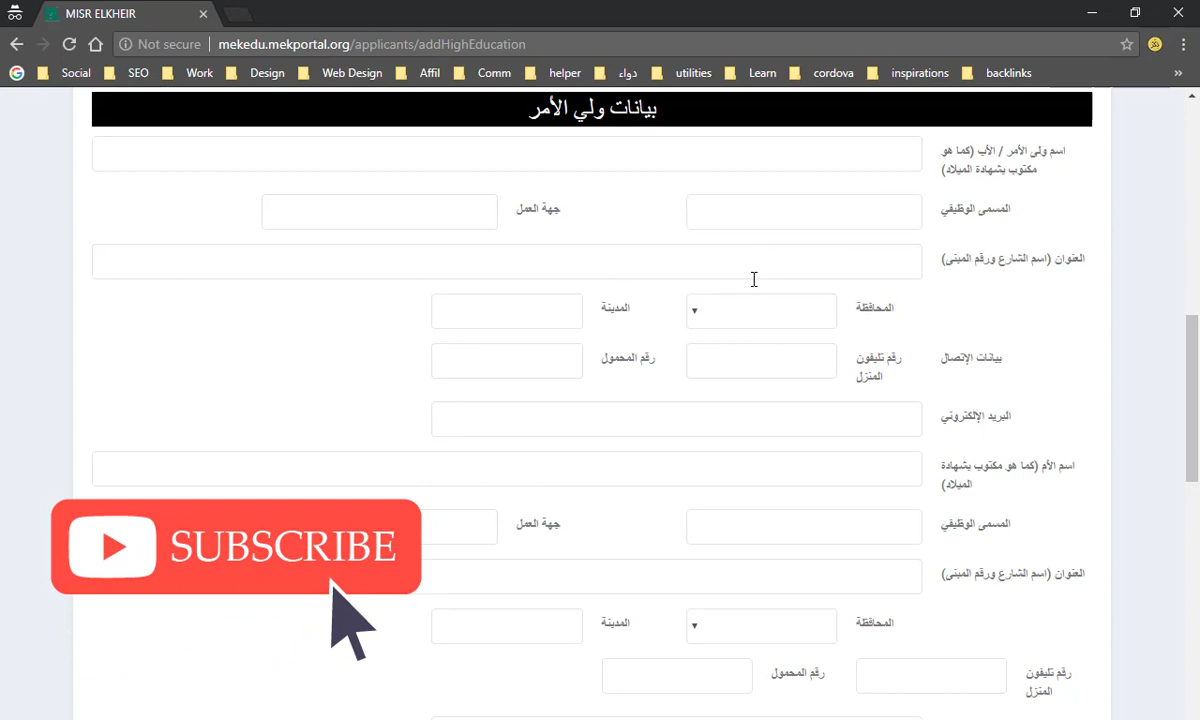 MISR ELKHEIR
Not secure mekedu.mekportal.org/applicants/addHighEducation
Social SEO Work Design Web Design Affil Comm helper دواء utilities Learn cordova inspirations backlinks
بيانات ولي الأمر
اسم ولى الأمر / الأب (كما هو
مكتوب بشهادة الميلاد)
المسمى الوظيفي
جهة العمل
العنوان (اسم الشارع ورقم المبنى)
المحافظة
المدينة
بيانات الإتصال
رقم تليفون
المنزل
رقم المحمول
البريد الإلكتروني
اسم الأم (كما هو مكتوب بشهادة
الميلاد)
المسمى الوظيفي
جهة العمل
SUBSCRIBE
العنوان (اسم الشارع ورقم المبنى)
المحافظة
المدينة
رقم تليفون
المنزل
رقم المحمول